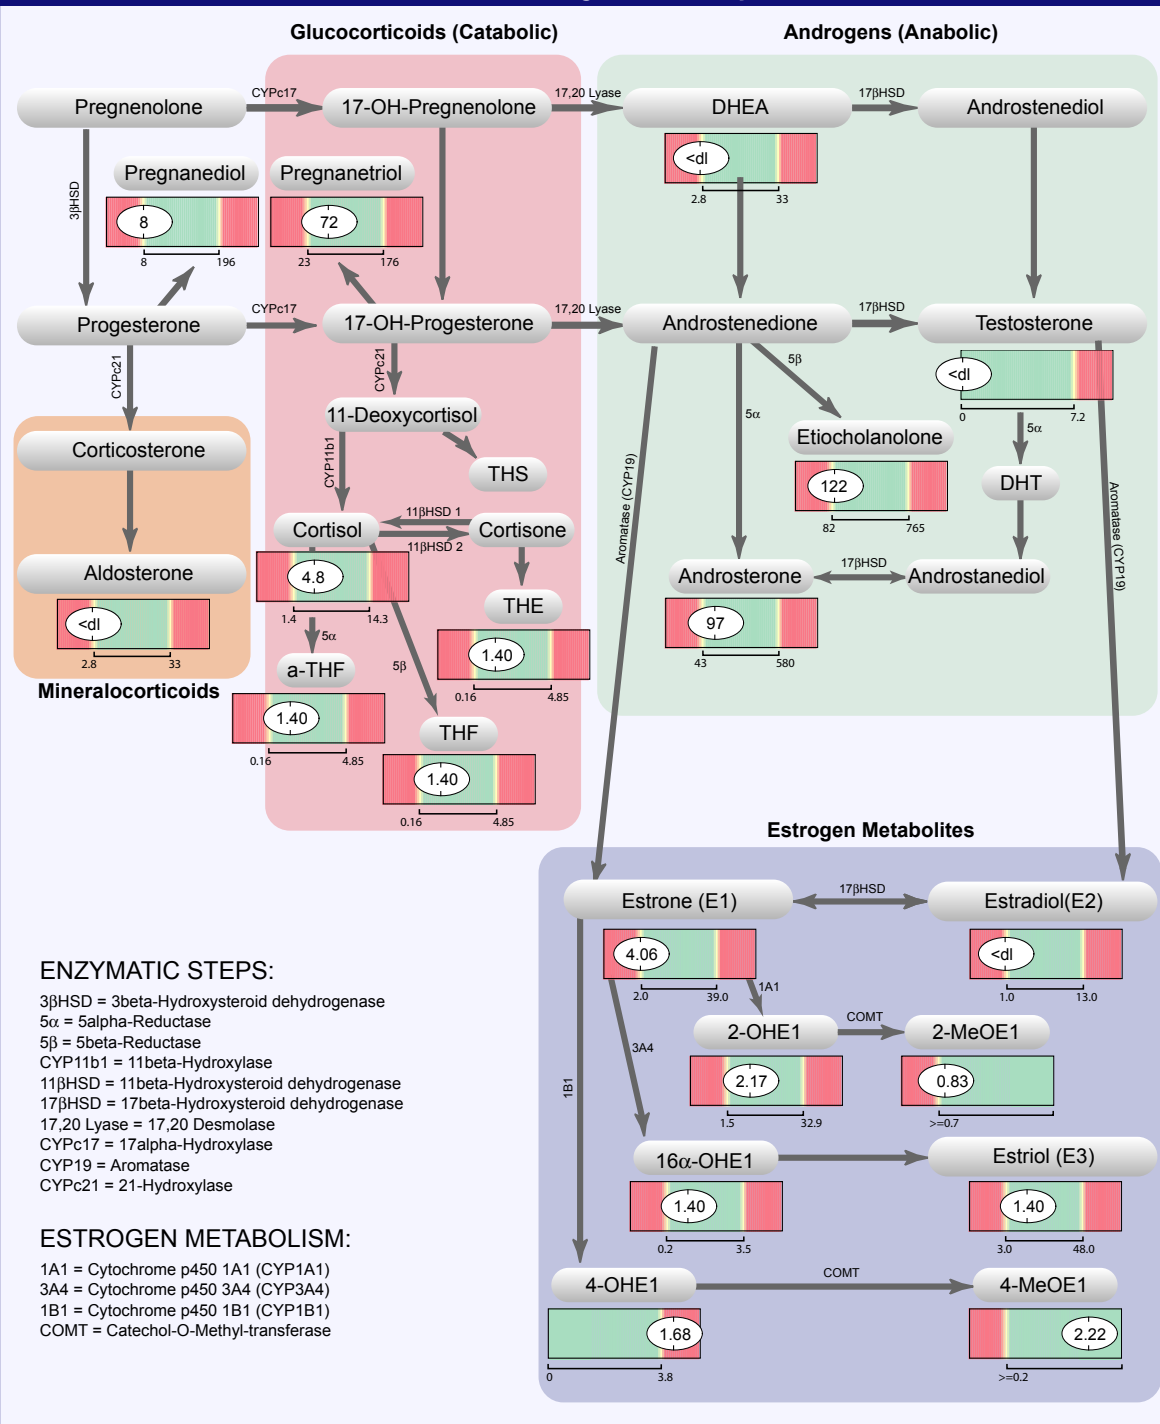 Glucocorticoids (Catabolic)
Androgens (Anabolic)
Pregnenolone
CYPc17
17-OH-Pregnenolone
17,20 Lyase
DHEA
17βHSD
Androstenediol
<dl
2.8
33
3βHSD
Pregnanediol
8
8
196
Pregnanetriol
72
23
176
Progesterone
CYPc17
17-OH-Progesterone
17,20 Lyase
Androstenedione
17βHSD
Testosterone
<dl
0
7.2
CYPc21
CYPc21
5β
5α
5α
11-Deoxycortisol
Corticosterone
CYP11b1
THS
Etiocholanolone
122
82
765
DHT
Aromatase (CYP19)
Aromatase (CYP19)
Cortisol
11βHSD 1
11βHSD 2
Cortisone
4.8
1.4
14.3
Aldosterone
<dl
2.8
33
Mineralocorticoids
Androsterone
17βHSD
Androstanediol
97
43
580
THE
1.40
0.16
4.85
5α
5β
a-THF
1.40
0.16
4.85
THF
1.40
0.16
4.85
Estrogen Metabolites
Estrone (E1)
17βHSD
Estradiol(E2)
4.06
2.0
39.0
<dl
1.0
13.0
1A1
3A4
1B1
2-OHE1
COMT
2-MeOE1
2.17
1.5
32.9
0.83
>=0.7
16α-OHE1
Estriol (E3)
1.40
0.2
3.5
1.40
3.0
48.0
4-OHE1
COMT
4-MeOE1
1.68
0
3.8
2.22
>=0.2
ENZYMATIC STEPS:
3βHSD = 3beta-Hydroxysteroid dehydrogenase
5α = 5alpha-Reductase
5β = 5beta-Reductase
CYP11b1 = 11beta-Hydroxylase
11βHSD = 11beta-Hydroxysteroid dehydrogenase
17βHSD = 17beta-Hydroxysteroid dehydrogenase
17,20 Lyase = 17,20 Desmolase
CYPc17 = 17alpha-Hydroxylase
CYP19 = Aromatase
CYPc21 = 21-Hydroxylase
ESTROGEN METABOLISM:
1A1 = Cytochrome p450 1A1 (CYP1A1)
3A4 = Cytochrome p450 3A4 (CYP3A4)
1B1 = Cytochrome p450 1B1 (CYP1B1)
COMT = Catechol-O-Methyl-transferase